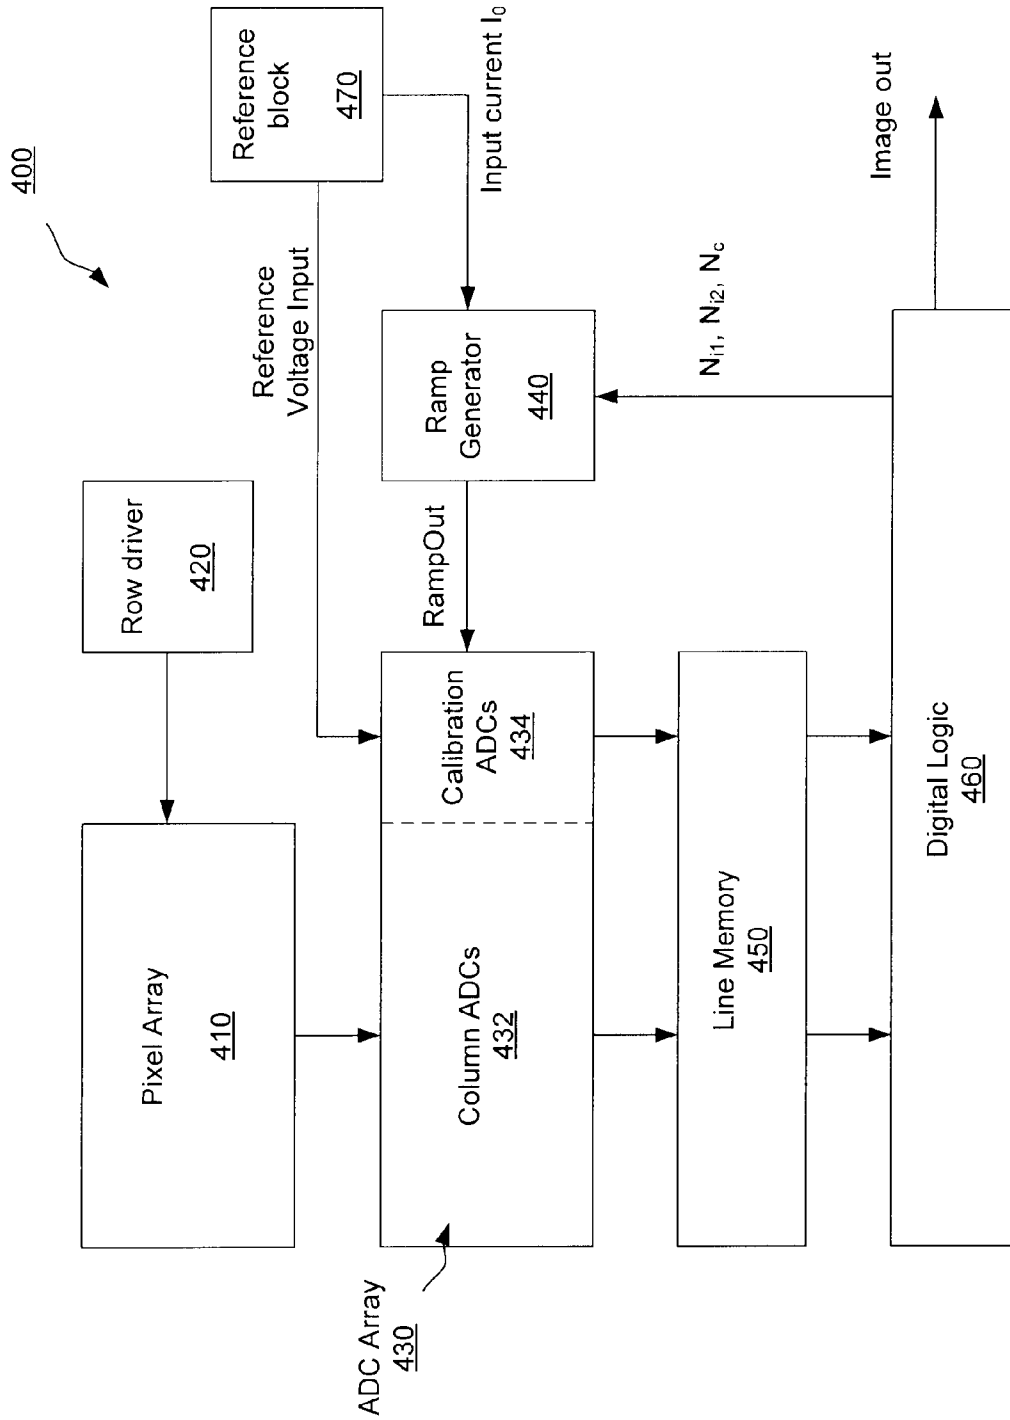 400
Reference
block
470
Row driver
420
Reference
Voltage Input
Input current I₀
Pixel Array
410
Ramp
Generator
440
RampOut
ADC Array
430
Column ADCs
432
Calibration
ADCs
434
Nᵢ₁, Nᵢ₂, N_c
Line Memory
450
Image out
Digital Logic
460